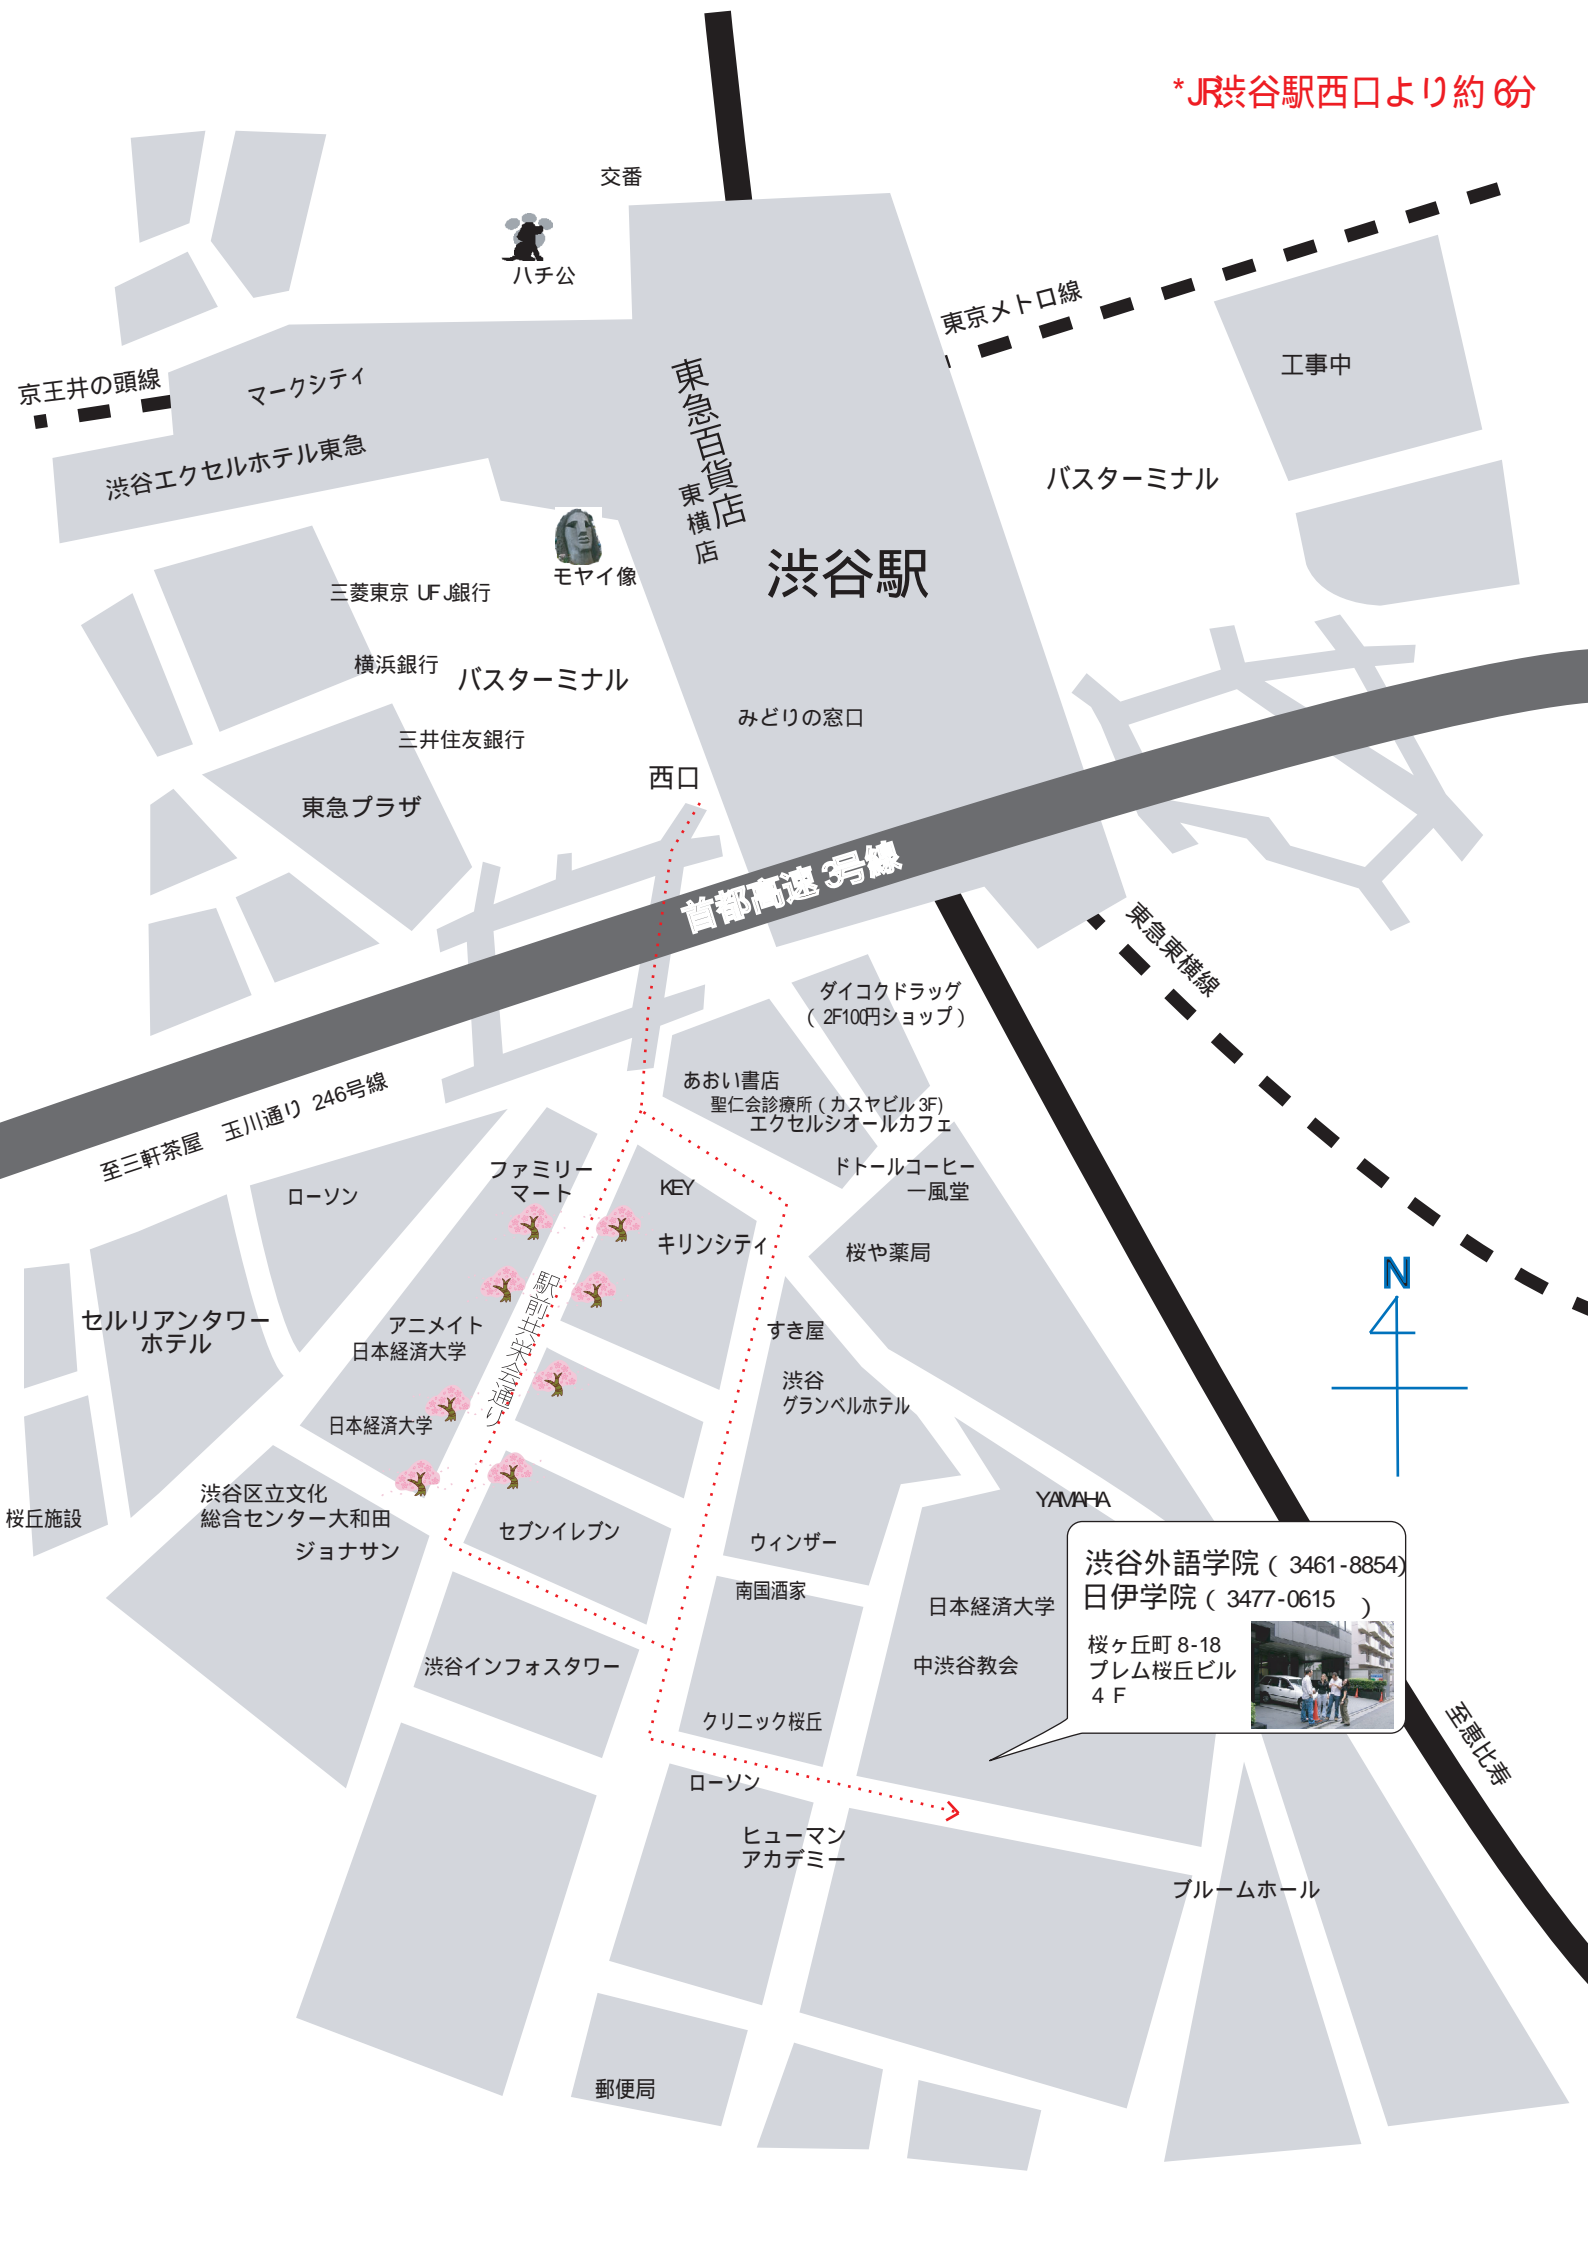 *JR渋谷駅西口より約6分
交番
ハチ公
東京メトロ線
工事中
京王井の頭線
マークシティ
渋谷エクセルホテル東急
東急百貨店
東横店
バスターミナル
渋谷駅
モヤイ像
三菱東京UFJ銀行
横浜銀行
バスターミナル
みどりの窓口
三井住友銀行
西口
東急プラザ
首都高速3号線
東急東横線
ダイコクドラッグ
(2F100円ショップ)
あおい書店
聖仁会診療所(カスヤビル3F)
エクセルシオールカフェ
至三軒茶屋 玉川通り 246号線
ローソン
ファミリー
マート
KEY
ドトールコーヒー
一風堂
キリンシティ
桜や薬局
N
セルリアンタワー
ホテル
駅前共栄会通り
アニメイト
日本経済大学
すき屋
渋谷
グランベルホテル
日本経済大学
渋谷区立文化
総合センター大和田
ジョナサン
桜丘施設
セブンイレブン
ウィンザー
YAMAHA
南国酒家
日本経済大学
渋谷外語学院(3461-8854)
日伊学院(3477-0615 )
桜ヶ丘町8-18
プレム桜丘ビル
4F
渋谷インフォスタワー
中渋谷教会
クリニック桜丘
至恵比寿
ローソン
ヒューマン
アカデミー
ブルームホール
郵便局